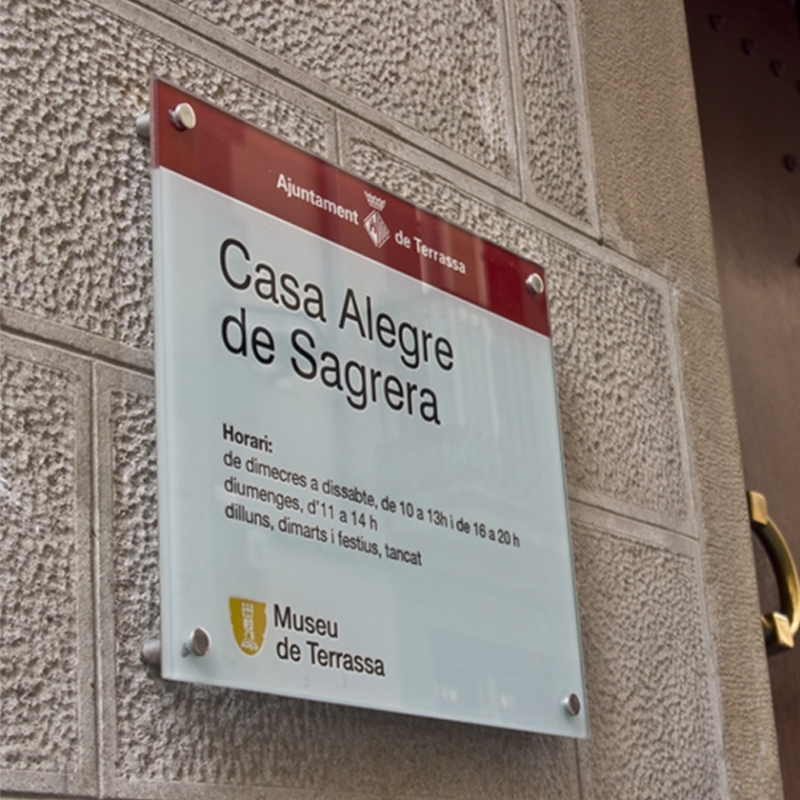 Ajuntament de Terrassa
Casa Alegre
de Sagrera
Horari:
de dimecres a dissabte, de 10 a 13h i de 16 a 20 h
diumenges, d'11 a 14 h
dilluns, dimarts i festius, tancat
Museu
de Terrassa